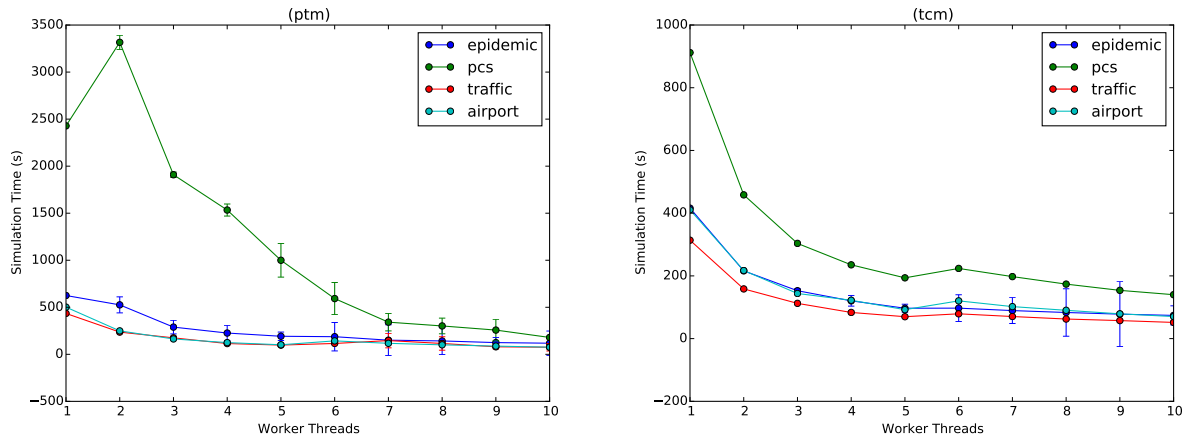 (ptm)
3500
3000
2500
2000
1500
1000
500
0
−500
Simulation Time (s)
epidemic
pcs
traffic
airport
1 2 3 4 5 6 7 8 9 10
Worker Threads
(tcm)
1000
800
600
400
200
0
−200
Simulation Time (s)
epidemic
pcs
traffic
airport
1 2 3 4 5 6 7 8 9 10
Worker Threads